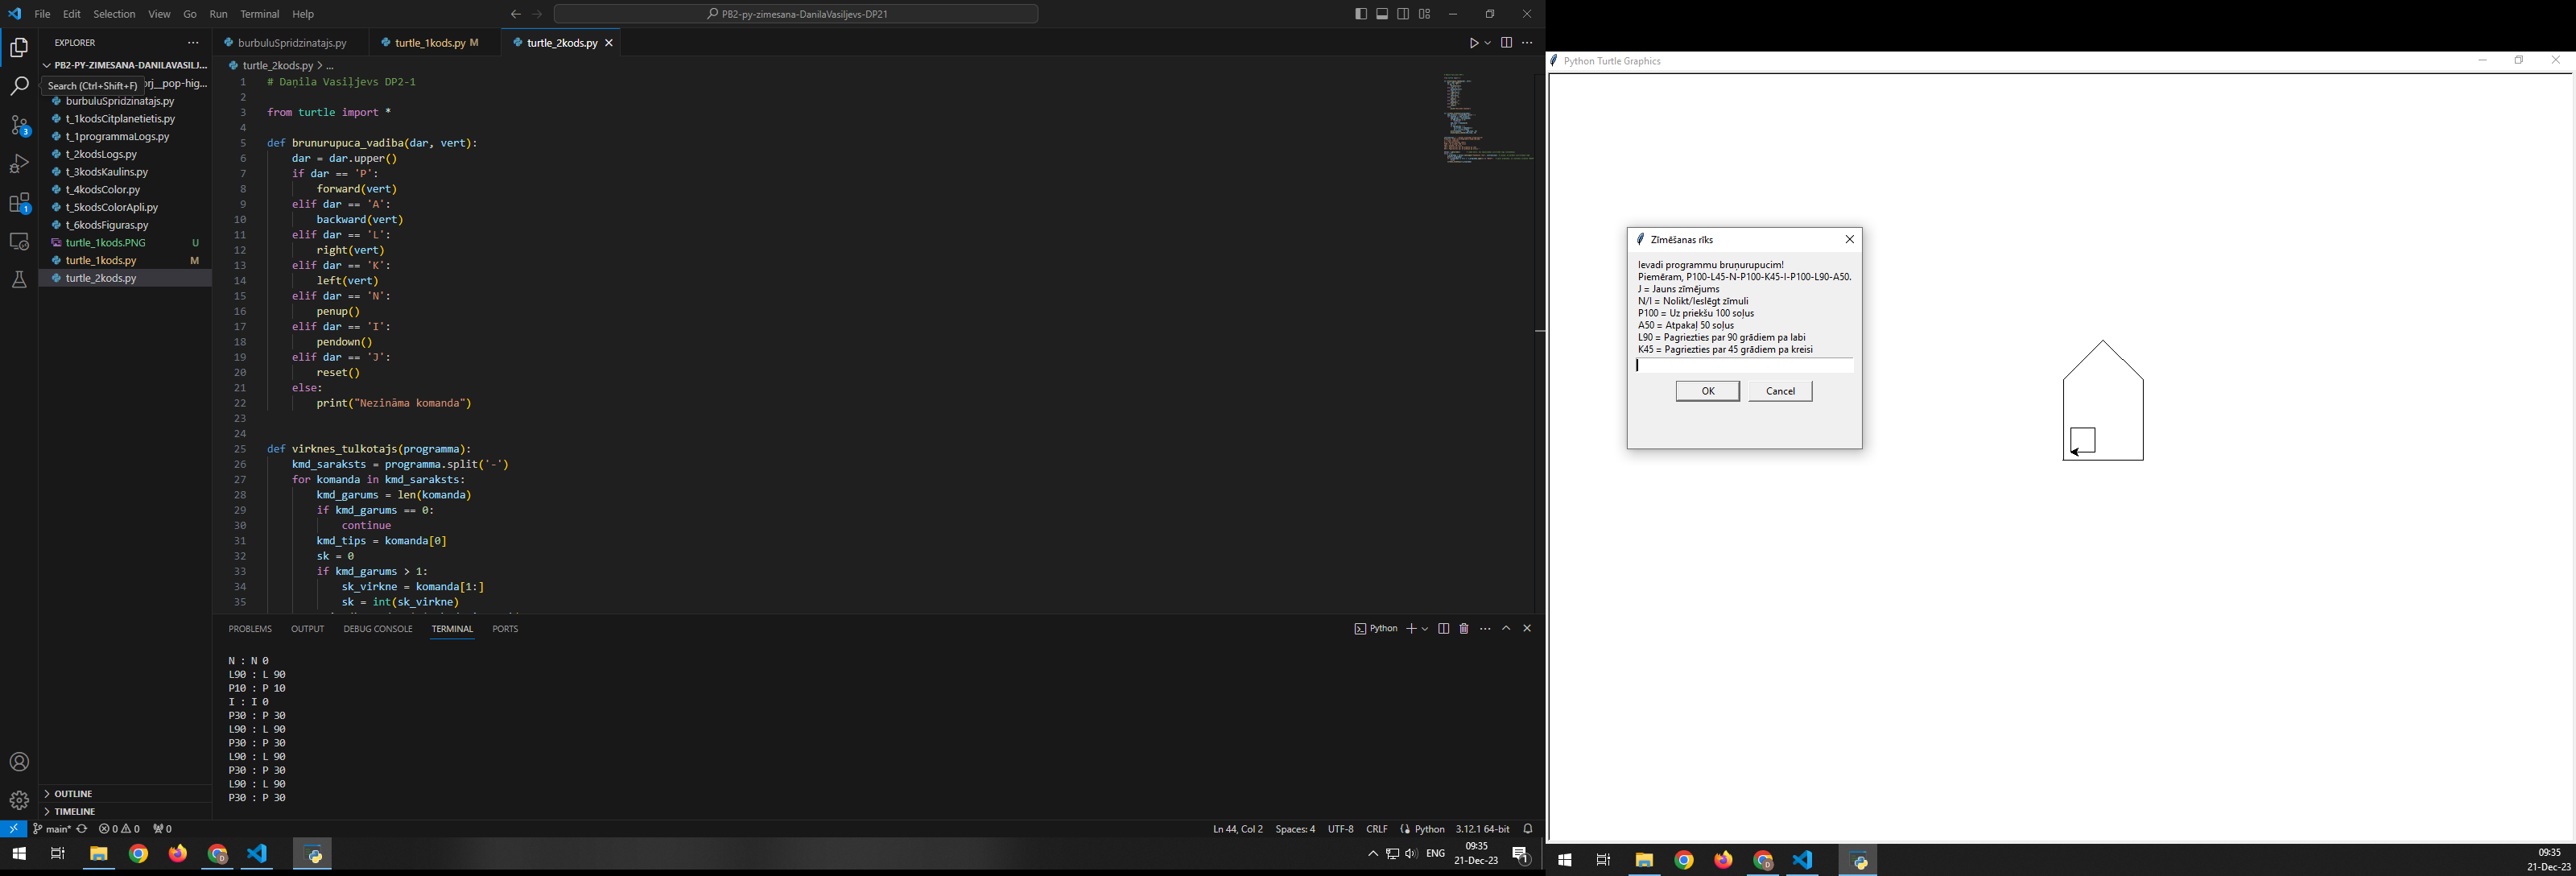 File Edit Selection View Go Run Terminal Help
PB2-py-zimesana-DanilaVasiljevs-DP21
EXPLORER
PB2-PY-ZIMESANA-DANILAVASILJ...
Search (Ctrl+Shift+F)
burbuluSpridzinatajs.py
t_1kodsCitplanetietis.py
t_1programmaLogs.py
t_2kodsLogs.py
t_3kodsKaulins.py
t_4kodsColor.py
t_5kodsColorApli.py
t_6kodsFiguras.py
turtle_1kods.PNG U
turtle_1kods.py M
turtle_2kods.py
OUTLINE
TIMELINE
3
1
burbuluSpridzinatajs.py
turtle_1kods.py M
turtle_2kods.py
turtle_2kods.py > ...
1 # Daņila Vasiļjevs DP2-1
2
3 from turtle import *
4
5 def brunurupuca_vadiba(dar, vert):
6 dar = dar.upper()
7 if dar == 'P':
8 forward(vert)
9 elif dar == 'A':
10 backward(vert)
11 elif dar == 'L':
12 right(vert)
13 elif dar == 'K':
14 left(vert)
15 elif dar == 'N':
16 penup()
17 elif dar == 'I':
18 pendown()
19 elif dar == 'J':
20 reset()
21 else:
22 print("Nezināma komanda")
23
24
25 def virknes_tulkotajs(programma):
26 kmd_saraksts = programma.split('-')
27 for komanda in kmd_saraksts:
28 kmd_garums = len(komanda)
29 if kmd_garums == 0:
30 continue
31 kmd_tips = komanda[0]
32 sk = 0
33 if kmd_garums > 1:
34 sk_virkne = komanda[1:]
35 sk = int(sk_virkne)
PROBLEMS OUTPUT DEBUG CONSOLE TERMINAL PORTS
Python
N : N 0
L90 : L 90
P10 : P 10
I : I 0
P30 : P 30
L90 : L 90
P30 : P 30
L90 : L 90
P30 : P 30
L90 : L 90
P30 : P 30
main* 0 0 0
Ln 44, Col 2 Spaces: 4 UTF-8 CRLF Python 3.12.1 64-bit
ENG
09:35
21-Dec-23
1
Python Turtle Graphics
Zīmēšanas rīks
Ievadi programmu bruņurupucim!
Piemēram, P100-L45-N-P100-K45-I-P100-L90-A50.
J = Jauns zīmējums
N/I = Nolikt/Ieslēgt zīmuli
P100 = Uz priekšu 100 soļus
A50 = Atpakaļ 50 soļus
L90 = Pagriezties par 90 grādiem pa labi
K45 = Pagriezties par 45 grādiem pa kreisi
OK Cancel
09:35
21-Dec-23